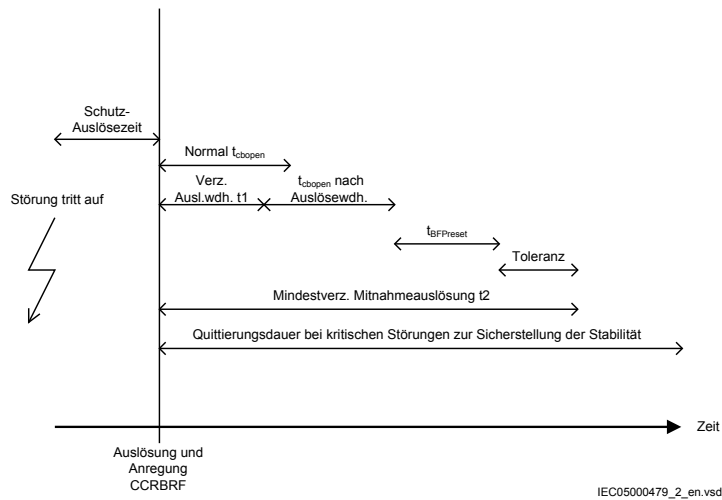 Schutz-
Auslösezeit
Normal tcbopen
Verz.
Ausl.wdh. t1
tcbopen nach
Auslösewdh.
Störung tritt auf
tBFPreset
Toleranz
Mindestverz. Mitnahmeauslösung t2
Quittierungsdauer bei kritischen Störungen zur Sicherstellung der Stabilität
Zeit
Auslösung und
Anregung
CCRBRF
IEC05000479_2_en.vsd